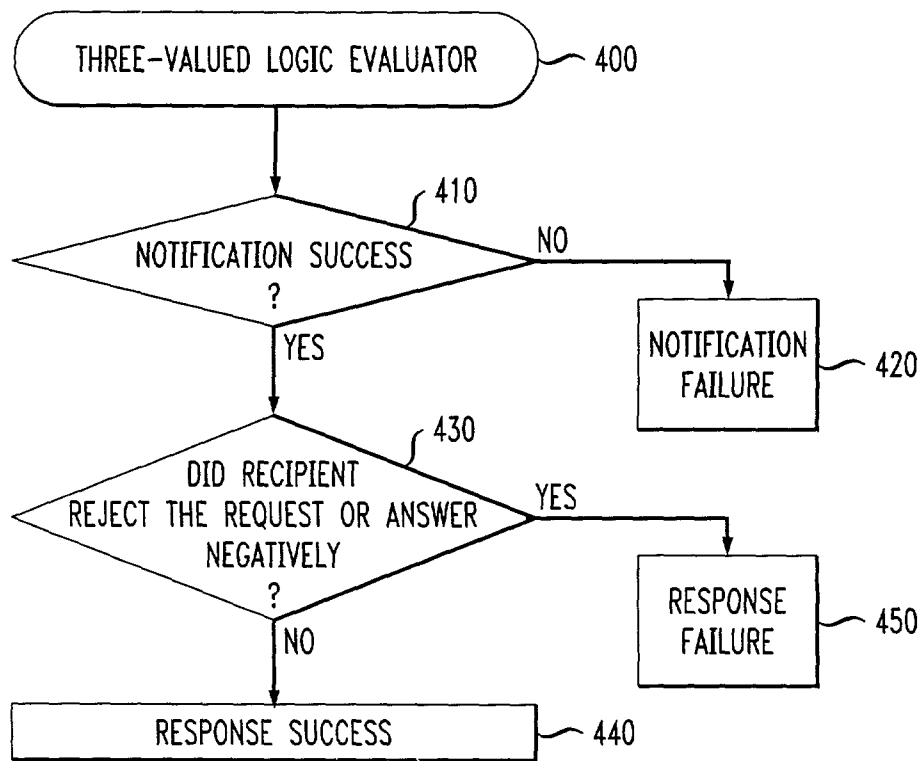 THREE-VALUED LOGIC EVALUATOR
400
410
NOTIFICATION SUCCESS
?
NO
YES
NOTIFICATION
FAILURE
420
430
DID RECIPIENT
REJECT THE REQUEST OR ANSWER
NEGATIVELY
?
YES
NO
RESPONSE
FAILURE
450
RESPONSE SUCCESS
440